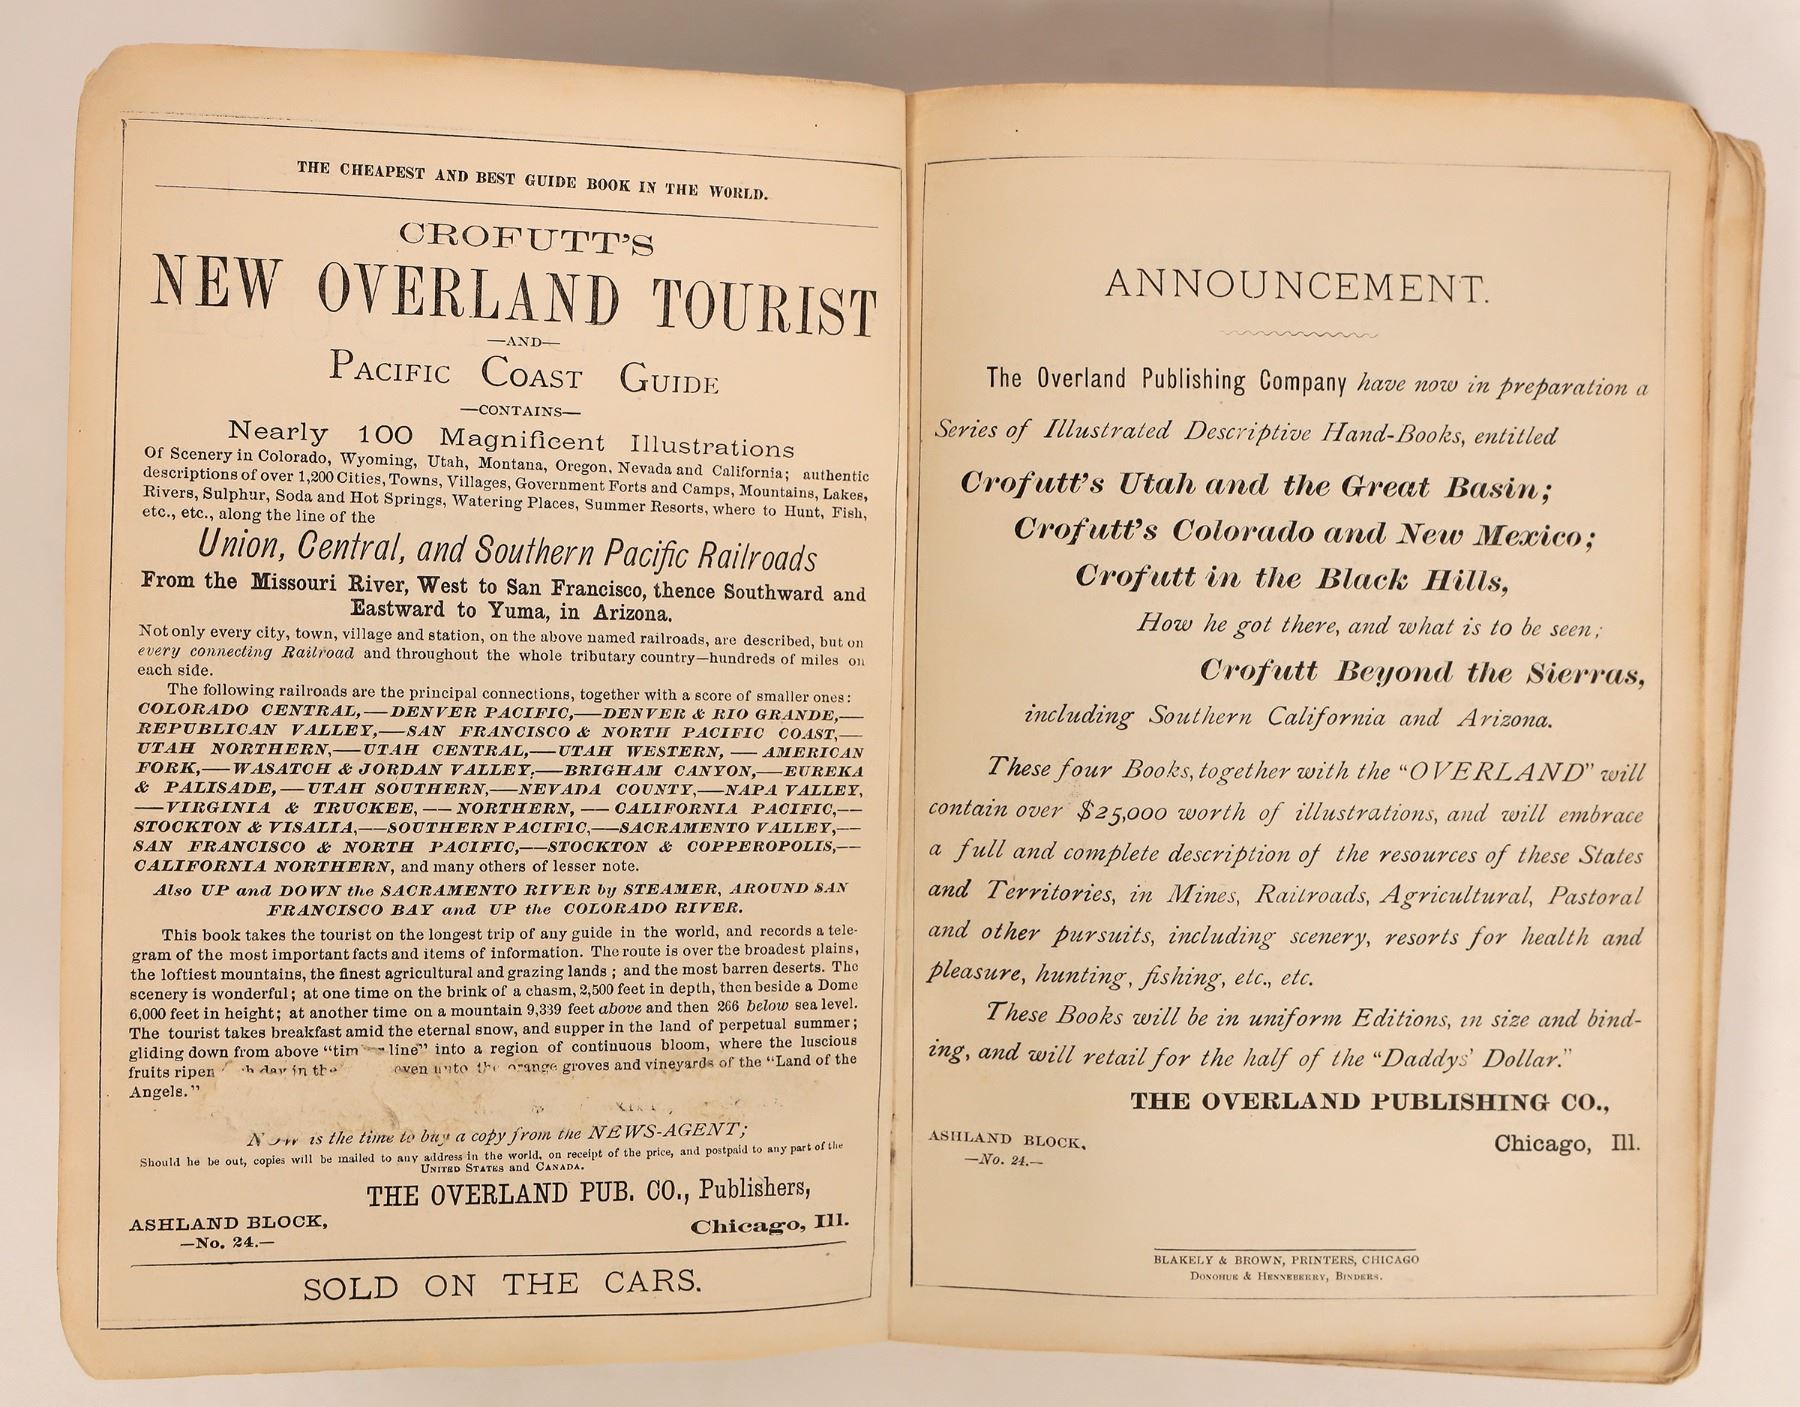 THE CHEAPEST AND BEST GUIDE BOOK IN THE WORLD.
CROFUTT'S
NEW OVERLAND TOURIST
—AND—
PACIFIC COAST GUIDE
—CONTAINS—
Nearly 100 Magnificent Illustrations
Of Scenery in Colorado, Wyoming, Utah, Montana, Oregon, Nevada and California; authentic
descriptions of over 1,200 Cities, Towns, Villages, Government Forts and Camps, Mountains, Lakes,
Rivers, Sulphur, Soda and Hot Springs, Watering Places, Summer Resorts, where to Hunt, Fish,
etc., etc., along the line of the
Union, Central, and Southern Pacific Railroads
From the Missouri River, West to San Francisco, thence Southward and
Eastward to Yuma, in Arizona.
Not only every city, town, village and station, on the above named railroads, are described, but on
every connecting Railroad and throughout the whole tributary country—hundreds of miles on
each side.
The following railroads are the principal connections, together with a score of smaller ones:
COLORADO CENTRAL,—DENVER PACIFIC,—DENVER & RIO GRANDE,—
REPUBLICAN VALLEY,—SAN FRANCISCO & NORTH PACIFIC COAST,—
UTAH NORTHERN,—UTAH CENTRAL,—UTAH WESTERN,—AMERICAN
FORK,—WASATCH & JORDAN VALLEY,—BRIGHAM CANYON,—EUREKA
& PALISADE,—UTAH SOUTHERN,—NEVADA COUNTY,—NAPA VALLEY,
—VIRGINIA & TRUCKEE,—NORTHERN,—CALIFORNIA PACIFIC,—
STOCKTON & VISALIA,—SOUTHERN PACIFIC,—SACRAMENTO VALLEY,—
SAN FRANCISCO & NORTH PACIFIC,—STOCKTON & COPPEROPOLIS,—
CALIFORNIA NORTHERN, and many others of lesser note.
Also UP and DOWN the SACRAMENTO RIVER by STEAMER, AROUND SAN
FRANCISCO BAY and UP the COLORADO RIVER.
This book takes the tourist on the longest trip of any guide in the world, and records a tele-
gram of the most important facts and items of information. The route is over the broadest plains,
the loftiest mountains, the finest agricultural and grazing lands; and the most barren deserts. The
scenery is wonderful; at one time on the brink of a chasm, 2,500 feet in depth, then beside a Dome
6,000 feet in height; at another time on a mountain 9,339 feet above and then 266 below sea level.
The tourist takes breakfast amid the eternal snow, and supper in the land of perpetual summer;
gliding down from above "tim line" into a region of continuous bloom, where the luscious
fruits ripen day in the even unto the orange groves and vineyards of the "Land of the
Angels."
Now is the time to buy a copy from the NEWS-AGENT;
Should he be out, copies will be mailed to any address in the world, on receipt of the price, and postpaid to any part of the
UNITED STATES and CANADA.
THE OVERLAND PUB. CO., Publishers,
ASHLAND BLOCK,
—No. 24.—
Chicago, Ill.
SOLD ON THE CARS.
ANNOUNCEMENT.
The Overland Publishing Company have now in preparation a
Series of Illustrated Descriptive Hand-Books, entitled
Crofutt's Utah and the Great Basin;
Crofutt's Colorado and New Mexico;
Crofutt in the Black Hills,
How he got there, and what is to be seen;
Crofutt Beyond the Sierras,
including Southern California and Arizona.
These four Books, together with the "OVERLAND" will
contain over $25,000 worth of illustrations, and will embrace
a full and complete description of the resources of these States
and Territories, in Mines, Railroads, Agricultural, Pastoral
and other pursuits, including scenery, resorts for health and
pleasure, hunting, fishing, etc., etc.
These Books will be in uniform Editions, in size and bind-
ing, and will retail for the half of the "Daddys' Dollar."
THE OVERLAND PUBLISHING CO.,
ASHLAND BLOCK,
—No. 24.—
Chicago, Ill.
BLAKELY & BROWN, PRINTERS, CHICAGO
DONOHUE & HENNEBERRY, BINDERS.